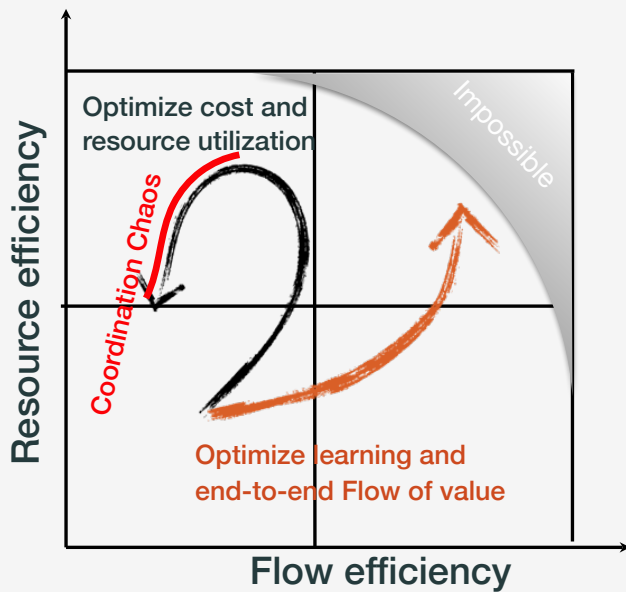 Optimize cost and
resource utilization
Impossible
Coordination Chaos
Resource efficiency
Optimize learning and
end-to-end Flow of value
Flow efficiency